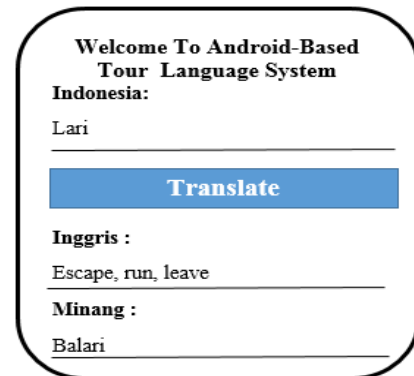 Welcome To Android-Based
Tour Language System
Indonesia:
Lari
Translate
Inggris :
Escape, run, leave
Minang :
Balari